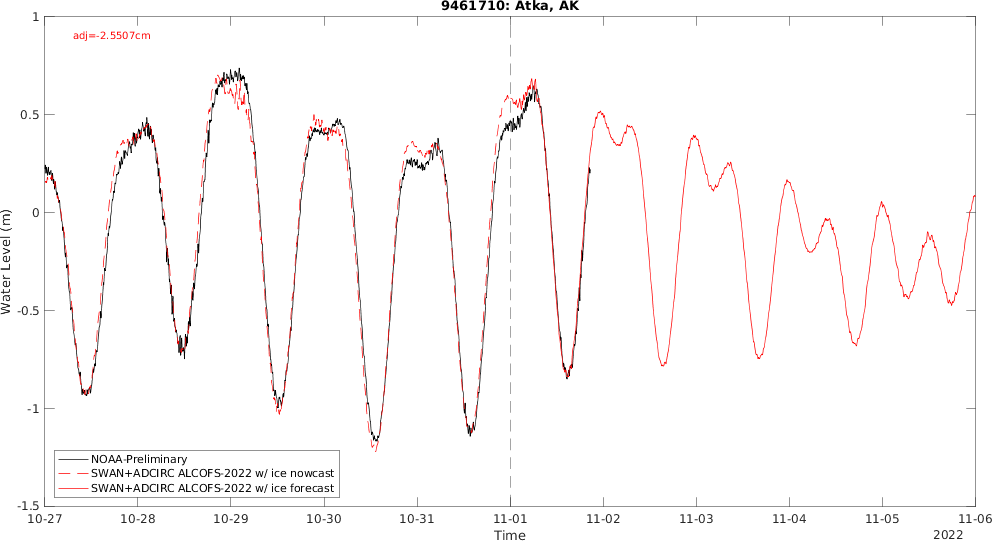 9461710: Atka, AK
adj=-2.5507cm
1
0.5
0
-0.5
-1
-1.5
Water Level (m)
NOAA-Preliminary
SWAN+ADCIRC ALCOFS-2022 w/ ice nowcast
SWAN+ADCIRC ALCOFS-2022 w/ ice forecast
10-27 10-28 10-29 10-30 10-31 11-01 11-02 11-03 11-04 11-05 11-06
Time
2022